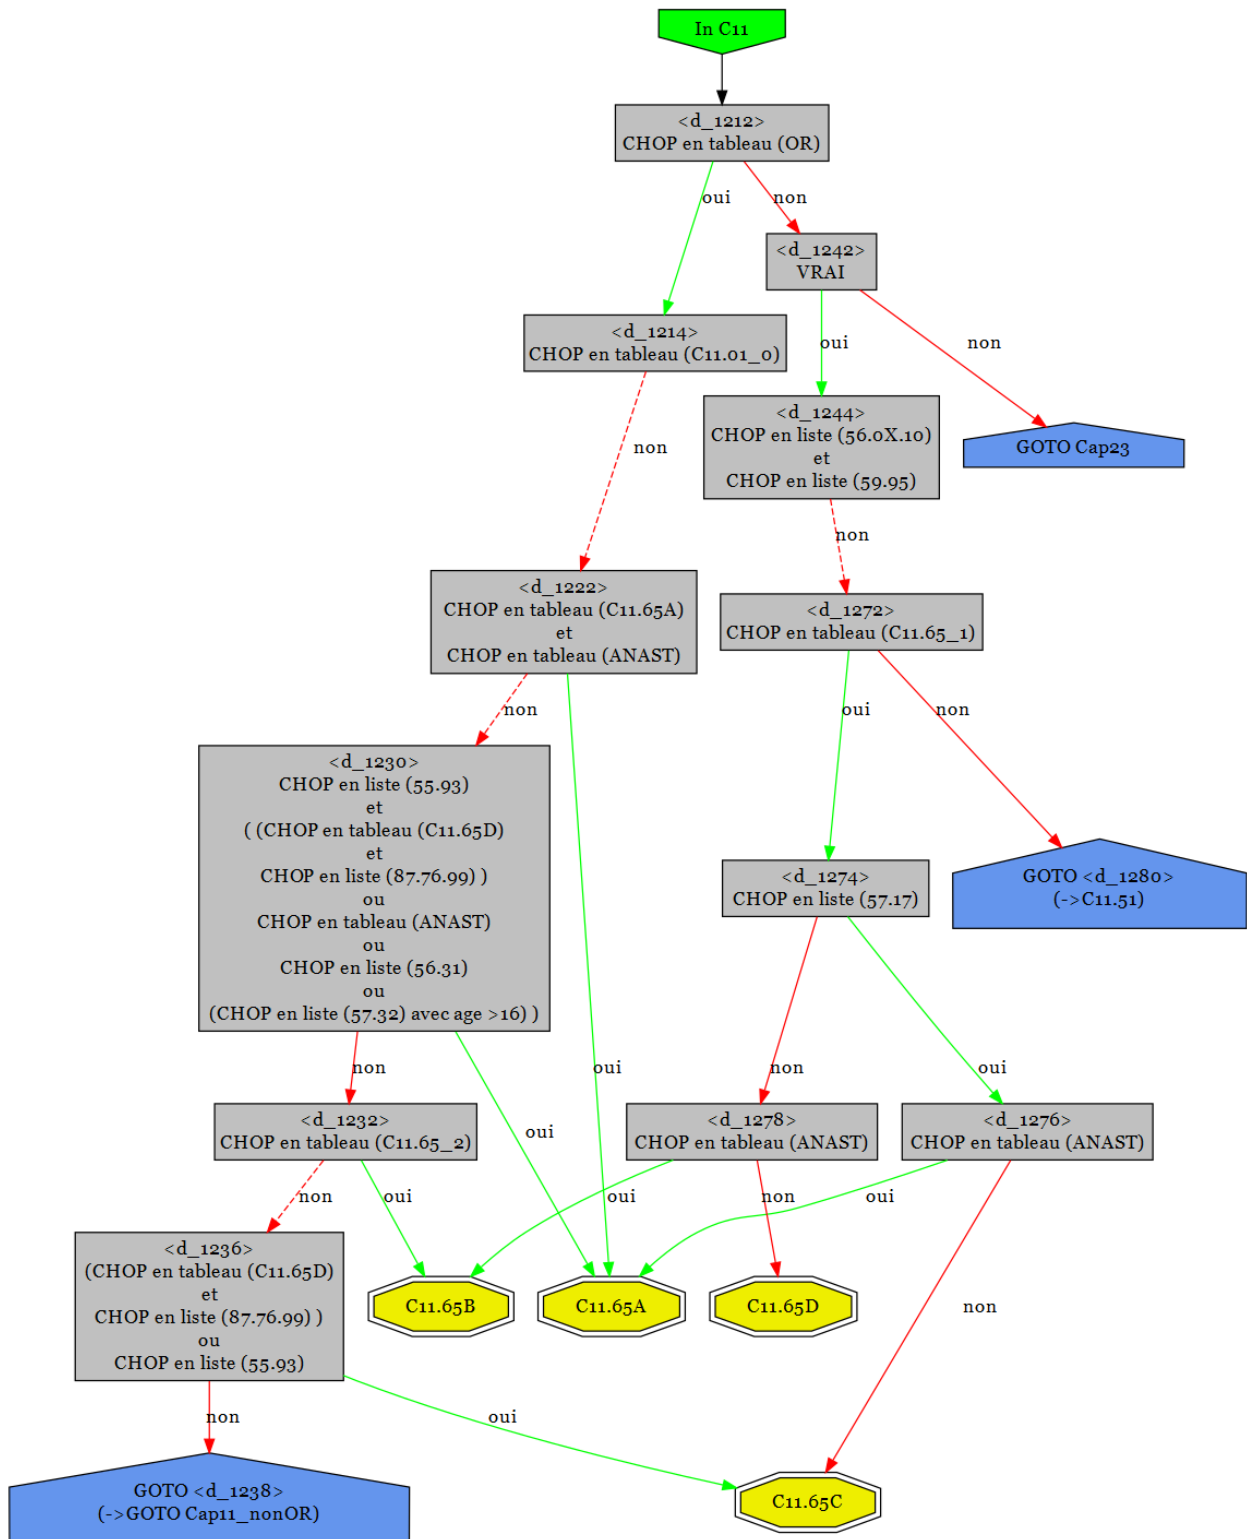 In C11
<d_1212>
CHOP en tableau (OR)
oui
non
<d_1242>
VRAI
<d_1214>
CHOP en tableau (C11.01_0)
oui
non
<d_1244>
CHOP en liste (56.0X.10)
et
CHOP en liste (59.95)
GOTO Cap23
non
non
<d_1222>
CHOP en tableau (C11.65A)
et
CHOP en tableau (ANAST)
<d_1272>
CHOP en tableau (C11.65_1)
non
oui
non
<d_1230>
CHOP en liste (55.93)
et
( (CHOP en tableau (C11.65D)
et
CHOP en liste (87.76.99) )
ou
CHOP en tableau (ANAST)
ou
CHOP en liste (56.31)
ou
(CHOP en liste (57.32) avec age >16) )
<d_1274>
CHOP en liste (57.17)
GOTO <d_1280>
(->C11.51)
non
oui
non
oui
<d_1232>
CHOP en tableau (C11.65_2)
oui
<d_1278>
CHOP en tableau (ANAST)
<d_1276>
CHOP en tableau (ANAST)
non
oui
oui
non
oui
<d_1236>
(CHOP en tableau (C11.65D)
et
CHOP en liste (87.76.99) )
ou
CHOP en liste (55.93)
C11.65B
C11.65A
C11.65D
non
non
oui
GOTO <d_1238>
(->GOTO Cap11_nonOR)
C11.65C